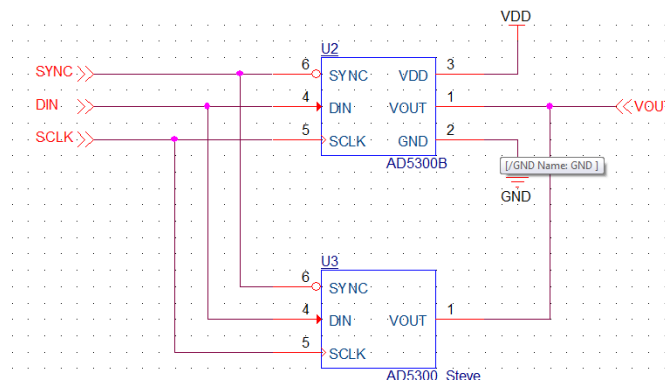 VDD
U2
SYNC 6 SYNC VDD 3
DIN 4 DIN VOUT 1 VOU
SCLK 5 SCLK GND 2
AD5300B
[/GND Name: GND ]
GND
U3
6 SYNC
4 DIN VOUT 1
5 SCLK
AD5300_Steve